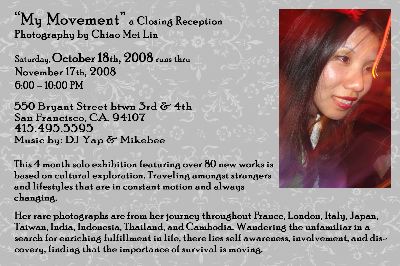 "My Movement" a Closing Reception
Photography by Chiao Mei Lin
Saturday, October 18th, 2008 runs thru
November 17th, 2008
6:00 - 10:00 PM
550 Bryant Street btwn 3rd & 4th
San Francisco, CA. 94107
415.495.5595
Music by: DJ Yap & Mikebee
This 4 month solo exhibition featuring over 80 new works is
based on cultural exploration. Traveling amongst strangers
and lifestyles that are in constant motion and always
changing.
Her rare photographs are from her journey throughout France, London, Italy, Japan,
Taiwan, India, Indonesia, Thailand, and Cambodia. Wandering the unfamiliar in a
search for enriching fulfillment in life, there lies self awareness, involvement, and dis-
covery, finding that the importance of survival is moving.